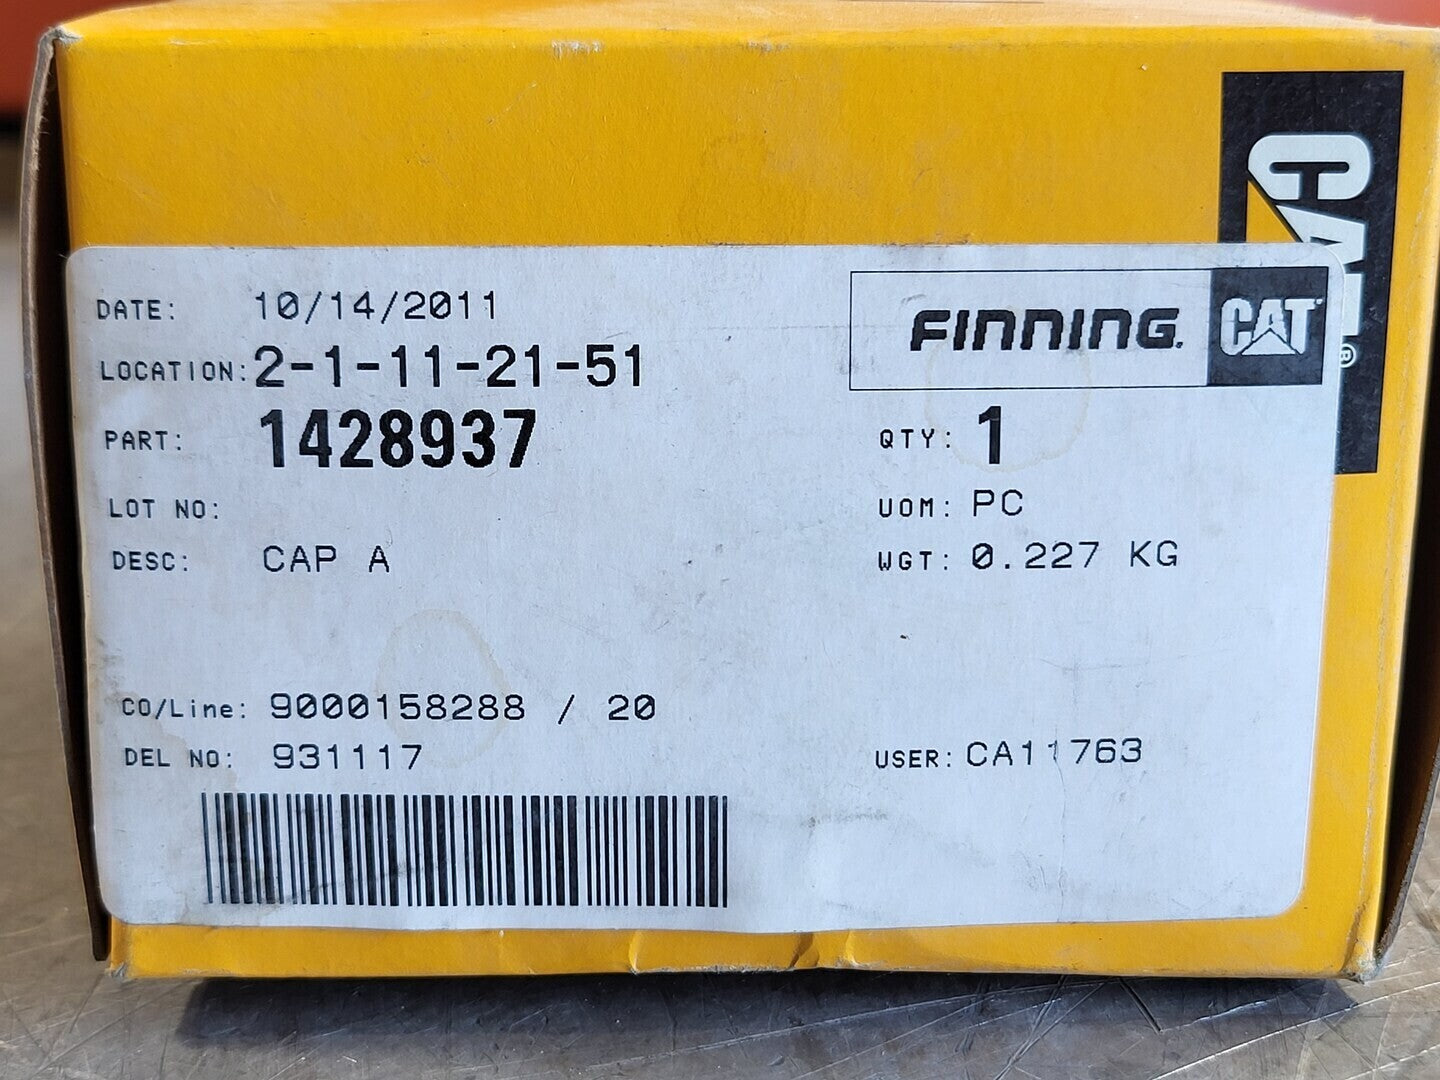 CAT®
DATE: 10/14/2011
FINNING. CAT
LOCATION: 2-1-11-21-51
PART: 1428937 QTY: 1
LOT NO: UOM: PC
DESC: CAP A WGT: 0.227 KG
CO/Line: 9000158288 / 20
DEL NO: 931117 USER: CA11763